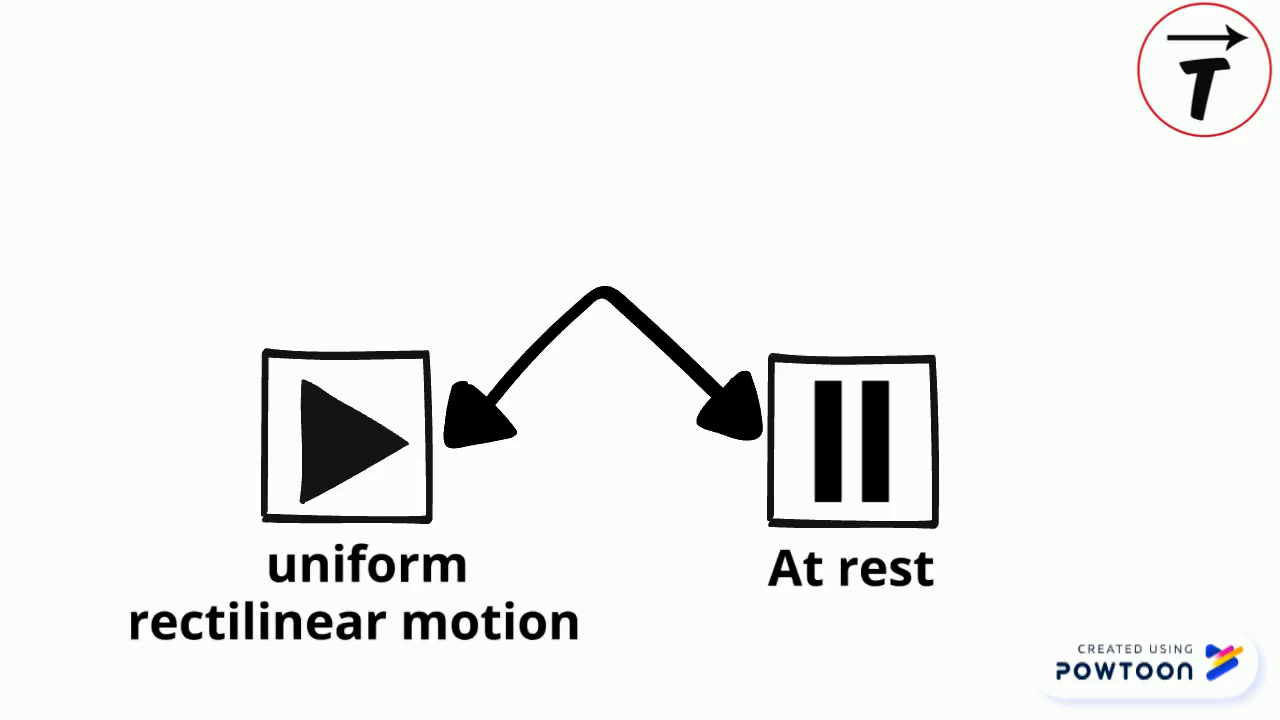 T
uniform
rectilinear motion
At rest
CREATED USING
POWTOON